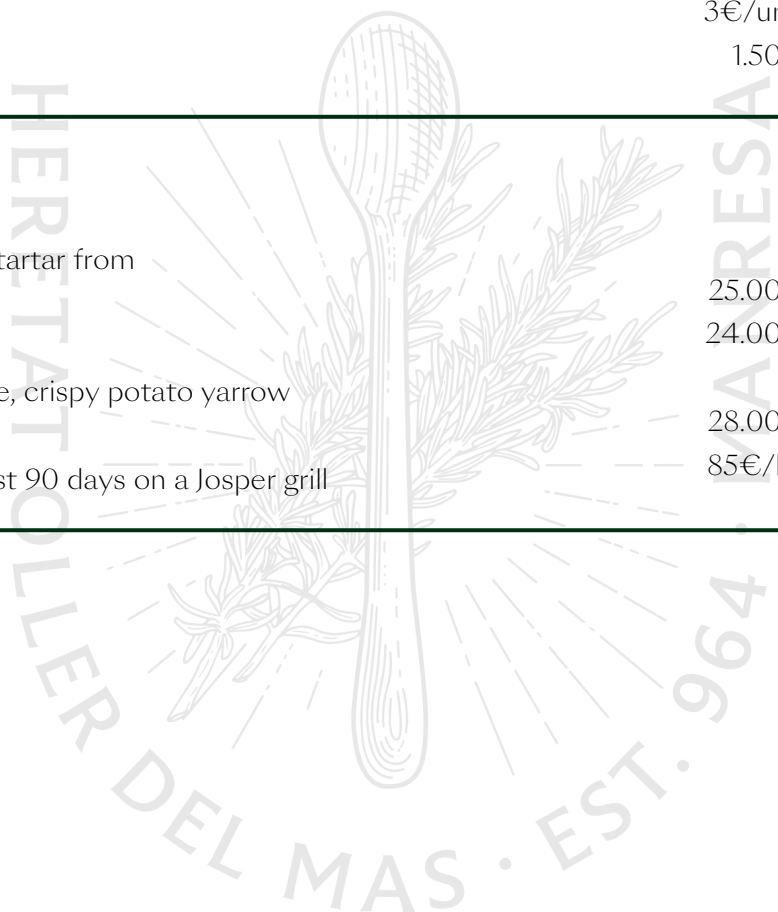 3€/u
1.50
tartar from
25.00
24.00
e, crispy potato yarrow
28.00
st 90 days on a Josper grill
85€/
HERETAT OLLER DEL MAS · EST. 964 · MANRESA